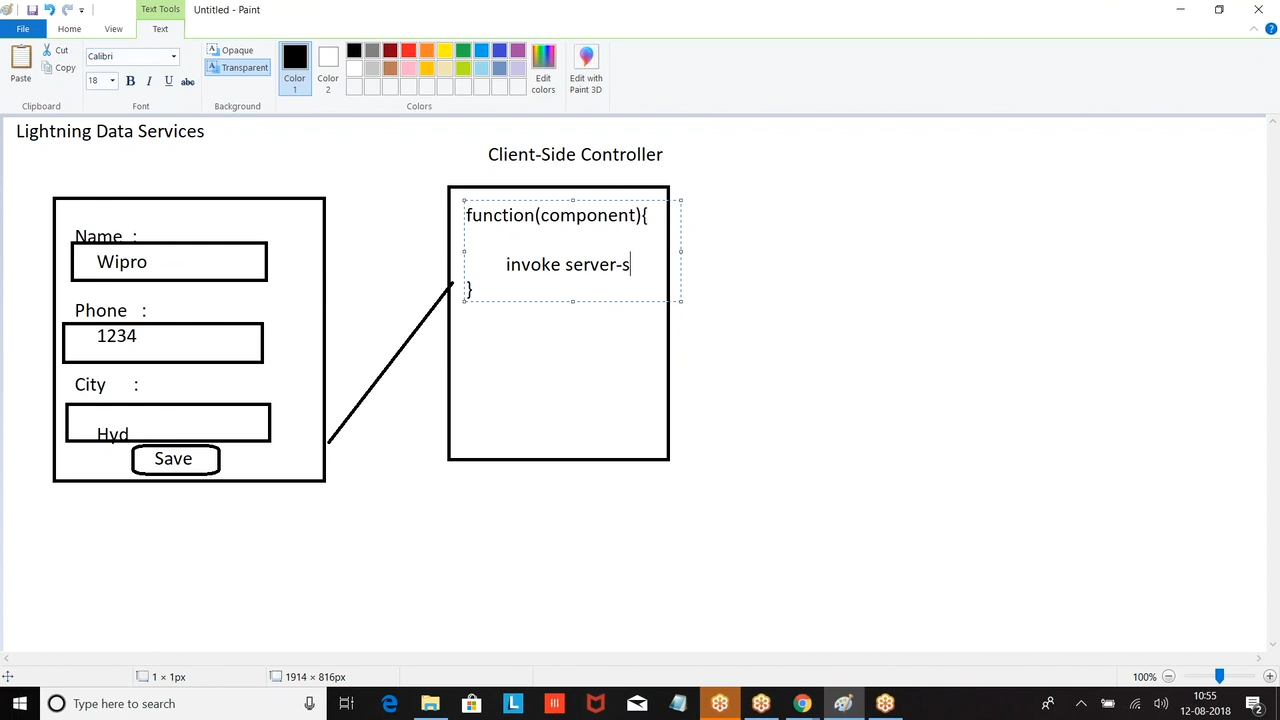 Text Tools
Untitled - Paint
File
Home
View
Text
Paste
Cut
Copy
Clipboard
Calibri
18
B I U abc
Font
Opaque
Transparent
Background
Color 1
Color 2
Edit colors
Colors
Edit with Paint 3D
Lightning Data Services
Client-Side Controller
Name :
Wipro
Phone :
1234
City :
Hyd
Save
function(component){
invoke server-s
}
1 × 1px
1914 × 816px
100%
Type here to search
10:55
12-08-2018
2